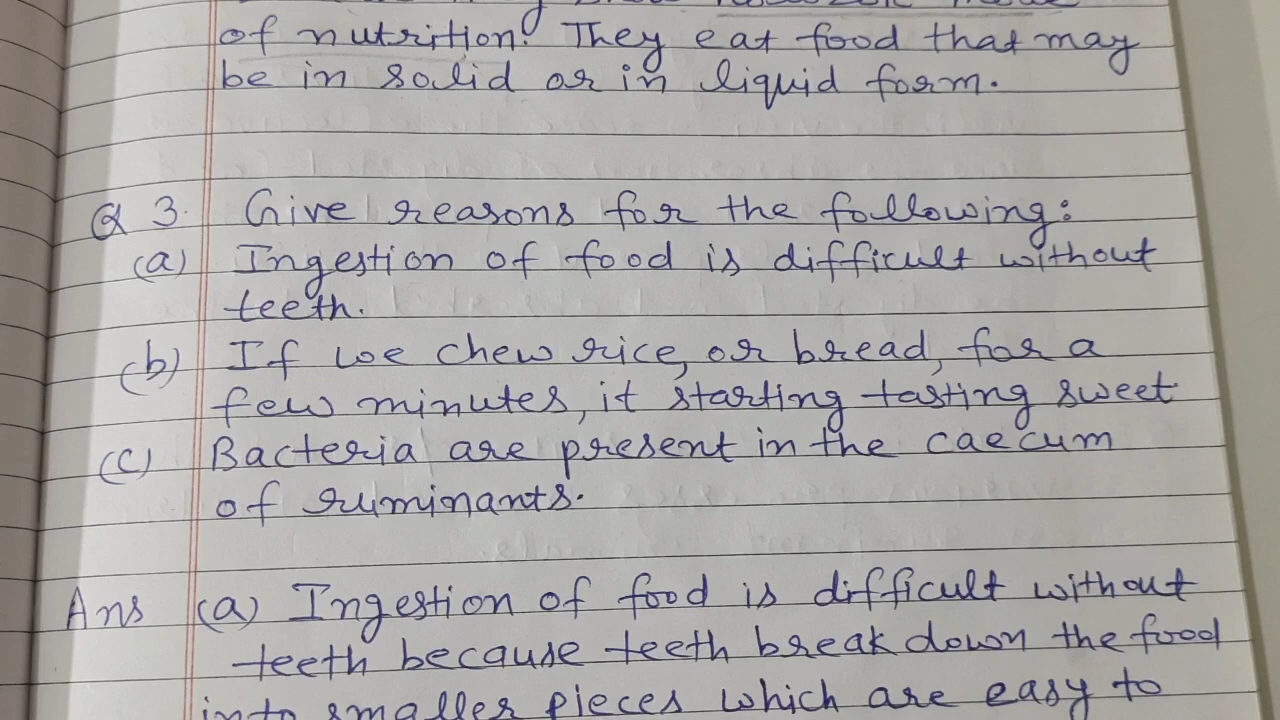 of nutrition. They eat food that may
be in solid or in liquid form.
Q 3. Give reasons for the following:
(a) Ingestion of food is difficult without
teeth.
(b) If we chew rice, or bread, for a
few minutes, it starting tasting sweet
(c) Bacteria are present in the caecum
of ruminants.
Ans (a) Ingestion of food is difficult without
teeth because teeth break down the food
into smaller pieces which are easy to